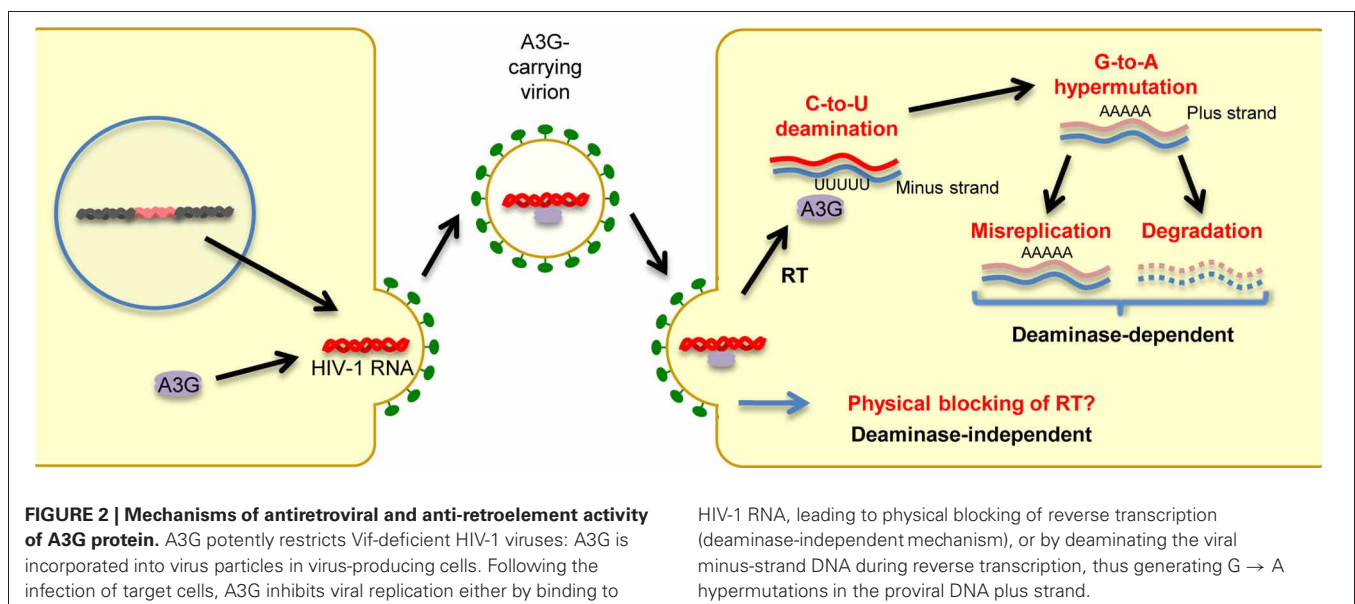 A3G-
carrying
virion
HIV-1 RNA
A3G
C-to-U
deamination
UUUUU
Minus strand
A3G
RT
G-to-A
hypermutation
AAAAA
Plus strand
Misreplication
AAAAA
Degradation
Deaminase-dependent
Physical blocking of RT?
Deaminase-independent
FIGURE 2 | Mechanisms of antiretroviral and anti-retroelement activity
of A3G protein. A3G potently restricts Vif-deficient HIV-1 viruses: A3G is
incorporated into virus particles in virus-producing cells. Following the
infection of target cells, A3G inhibits viral replication either by binding to
HIV-1 RNA, leading to physical blocking of reverse transcription
(deaminase-independent mechanism), or by deaminating the viral
minus-strand DNA during reverse transcription, thus generating G → A
hypermutations in the proviral DNA plus strand.